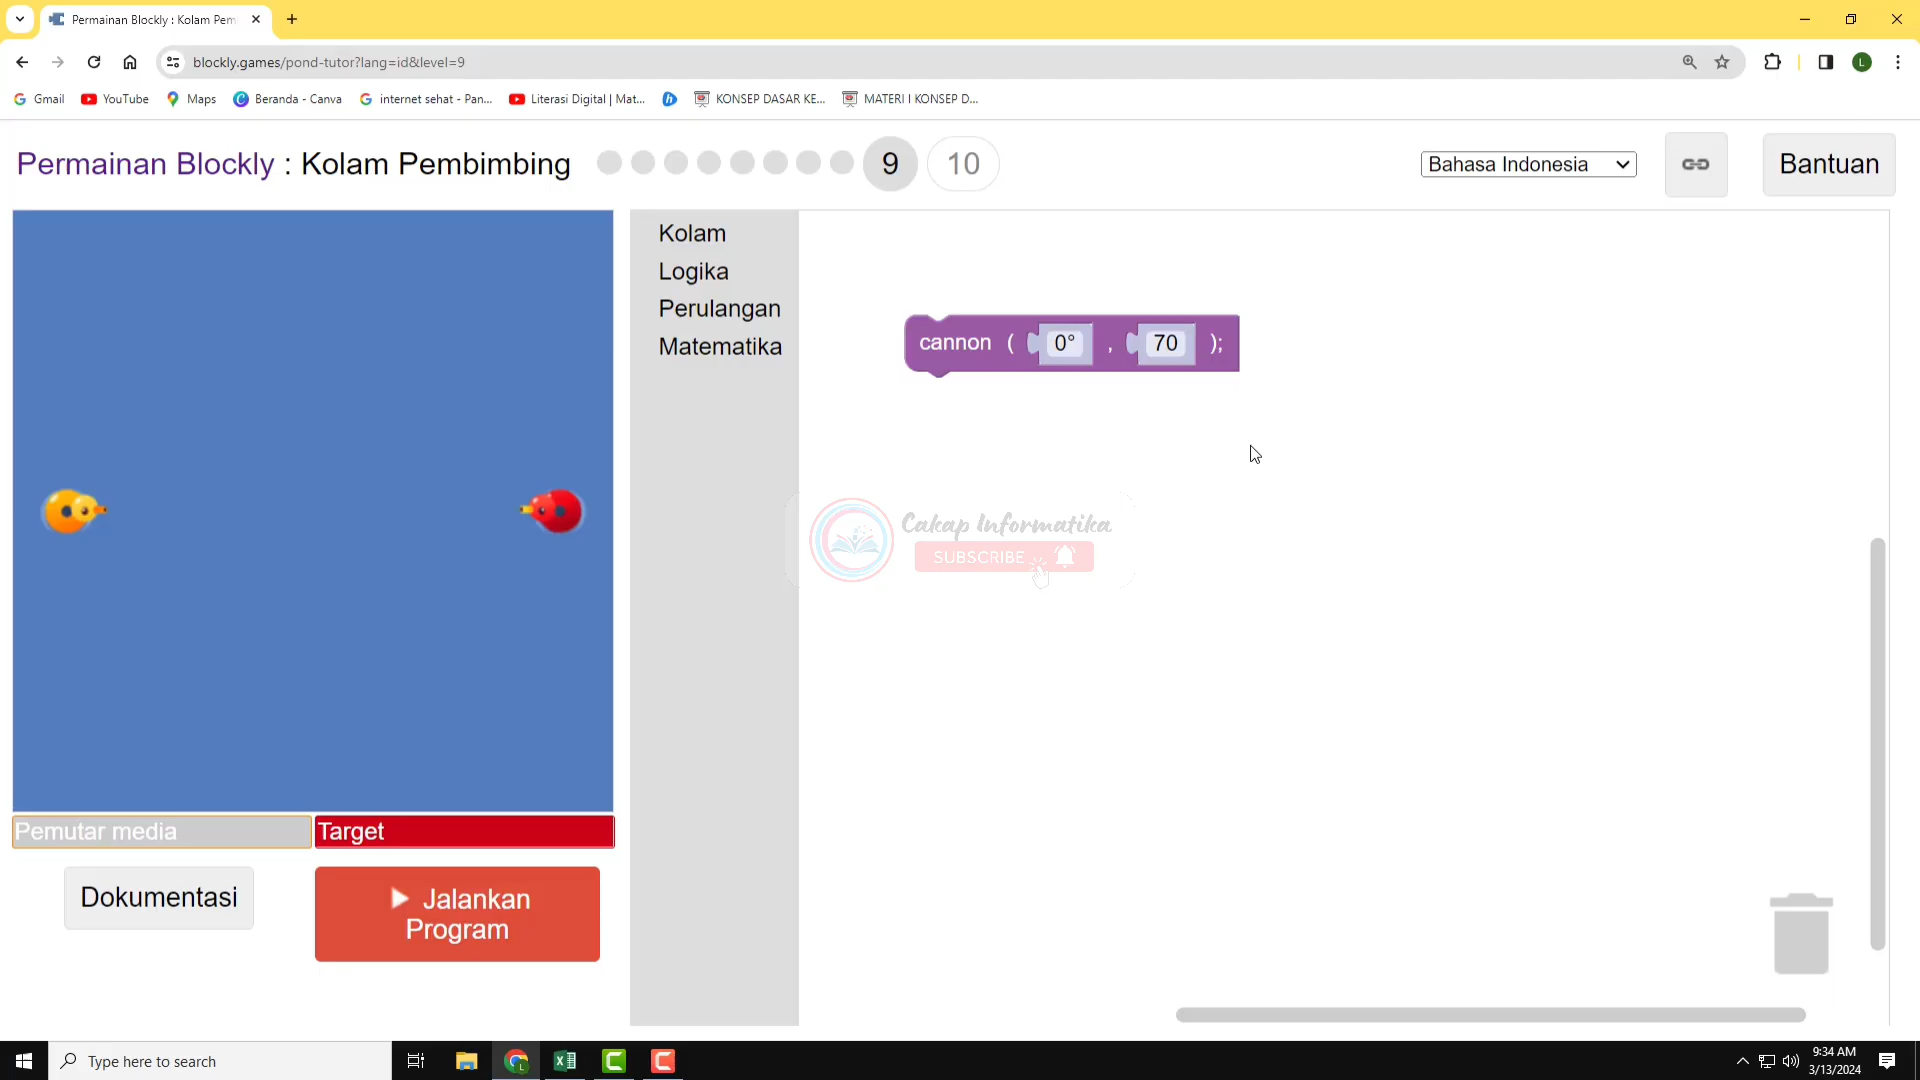 Permainan Blockly : Kolam Pem
blockly.games/pond-tutor?lang=id&level=9
L
Gmail
YouTube
Maps
Beranda - Canva
internet sehat - Pan...
Literasi Digital | Mat...
KONSEP DASAR KE...
MATERI I KONSEP D...
Permainan Blockly : Kolam Pembimbing
9
10
Bahasa Indonesia
Bantuan
Kolam
Logika
Perulangan
Matematika
cannon ( 0° , 70 );
Cakap Informatika
SUBSCRIBE
Pemutar media
Target
Dokumentasi
Jalankan
Program
Type here to search
9:34 AM
3/13/2024